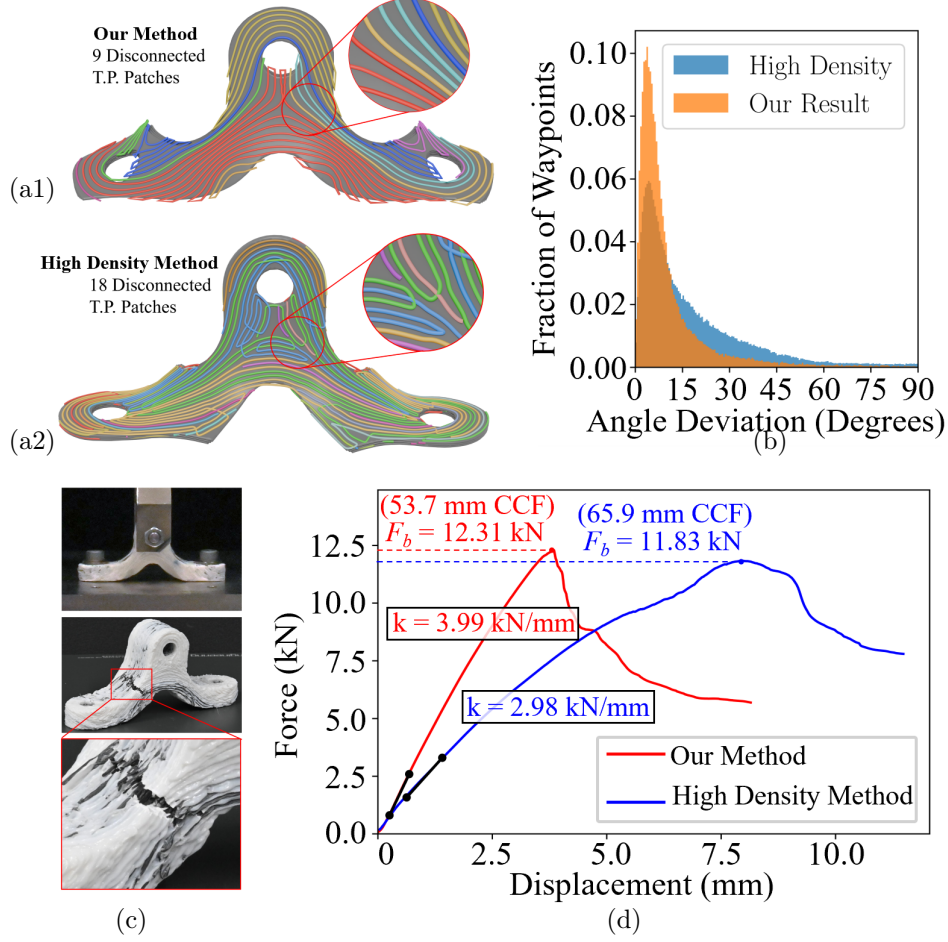 Our Method
9 Disconnected
T.P. Patches
(a1)
High Density Method
18 Disconnected
T.P. Patches
(a2)
0.10
0.08
0.06
0.04
0.02
0.00
Fraction of Waypoints
High Density
Our Result
0 15 30 45 60 75 90
Angle Deviation (Degrees)
(b)
(c)
(53.7 mm CCF)
F_b = 12.31 kN
(65.9 mm CCF)
F_b = 11.83 kN
k = 3.99 kN/mm
k = 2.98 kN/mm
12.5
10.0
7.5
5.0
2.5
0.0
Force (kN)
Our Method
High Density Method
0 2.5 5.0 7.5 10.0
Displacement (mm)
(d)